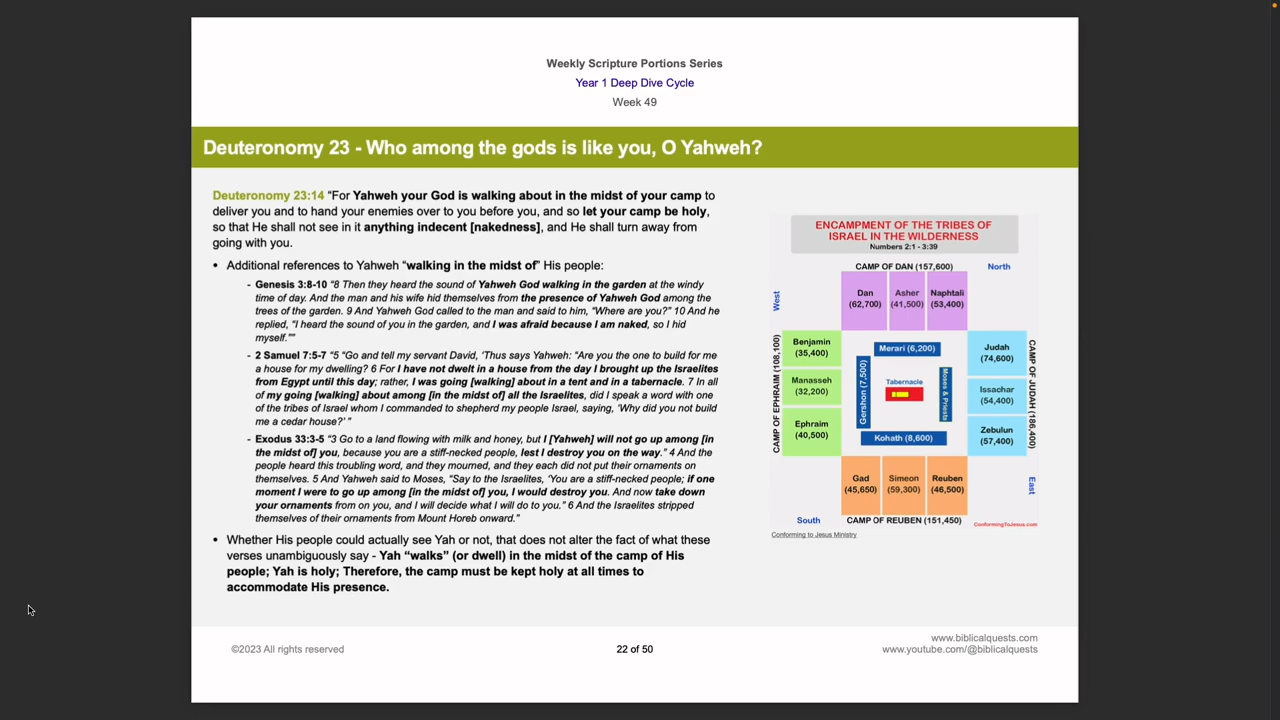 Weekly Scripture Portions Series
Year 1 Deep Dive Cycle
Week 49
Deuteronomy 23 - Who among the gods is like you, O Yahweh?
Deuteronomy 23:14 “For Yahweh your God is walking about in the midst of your camp to
deliver you and to hand your enemies over to you before you, and so let your camp be holy,
so that He shall not see in it anything indecent [nakedness], and He shall turn away from
going with you.
• Additional references to Yahweh “walking in the midst of” His people:
- Genesis 3:8-10 “8 Then they heard the sound of Yahweh God walking in the garden at the windy
time of day. And the man and his wife hid themselves from the presence of Yahweh God among the
trees of the garden. 9 And Yahweh God called to the man and said to him, “Where are you?” 10 And he
replied, “I heard the sound of you in the garden, and I was afraid because I am naked, so I hid
myself.””
- 2 Samuel 7:5-7 “5 “Go and tell my servant David, ‘Thus says Yahweh: “Are you the one to build for me
a house for my dwelling? 6 For I have not dwelt in a house from the day I brought up the Israelites
from Egypt until this day; rather, I was going [walking] about in a tent and in a tabernacle. 7 In all
of my going [walking] about among [in the midst of] all the Israelites, did I speak a word with one
of the tribes of Israel whom I commanded to shepherd my people Israel, saying, ‘Why did you not build
me a cedar house?’ ”
- Exodus 33:3-5 “3 Go to a land flowing with milk and honey, but I [Yahweh] will not go up among [in
the midst of] you, because you are a stiff-necked people, lest I destroy you on the way.” 4 And the
people heard this troubling word, and they mourned, and they each did not put their ornaments on
themselves. 5 And Yahweh said to Moses, “Say to the Israelites, ‘You are a stiff-necked people; if one
moment I were to go up among [in the midst of] you, I would destroy you. And now take down
your ornaments from on you, and I will decide what I will do to you.” 6 And the Israelites stripped
themselves of their ornaments from Mount Horeb onward.”
• Whether His people could actually see Yah or not, that does not alter the fact of what these
verses unambiguously say - Yah “walks” (or dwell) in the midst of the camp of His
people; Yah is holy; Therefore, the camp must be kept holy at all times to
accommodate His presence.
ENCAMPMENT OF THE TRIBES OF
ISRAEL IN THE WILDERNESS
Numbers 2:1 - 3:39
CAMP OF DAN (157,600)
North
West
Dan
(62,700)
Asher
(41,500)
Naphtali
(53,400)
CAMP OF EPHRAIM (108,100)
Benjamin
(35,400)
Manasseh
(32,200)
Ephraim
(40,500)
Merari (6,200)
Gershon (7,500)
Tabernacle
Moses & Priests
Kohath (8,600)
Judah
(74,600)
Issachar
(54,400)
Zebulun
(57,400)
CAMP OF JUDAH (186,400)
Gad
(45,650)
Simeon
(59,300)
Reuben
(46,500)
East
South
CAMP OF REUBEN (151,450)
ConformingToJesus.com
Conforming to Jesus Ministry
©2023 All rights reserved
22 of 50
www.biblicalquests.com
www.youtube.com/@biblicalquests